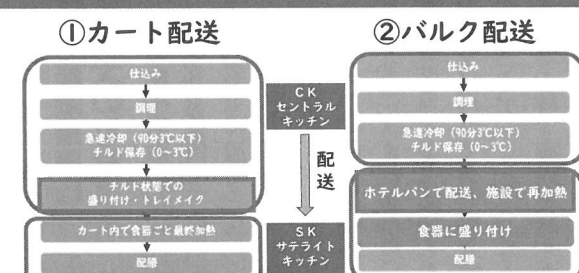 ①カート配送
仕込み
調理
急速冷却（90分3℃以下）
チルド保存（0～3℃）
チルド状態での
盛り付け・トレイメイク
カート内で食器ごと最終加熱
配膳
CK
セントラル
キッチン
配送
SK
サテライト
キッチン
②バルク配送
仕込み
調理
急速冷却（90分3℃以下）
チルド保存（0～3℃）
ホテルパンで配送、施設で再加熱
食器に盛り付け
配膳